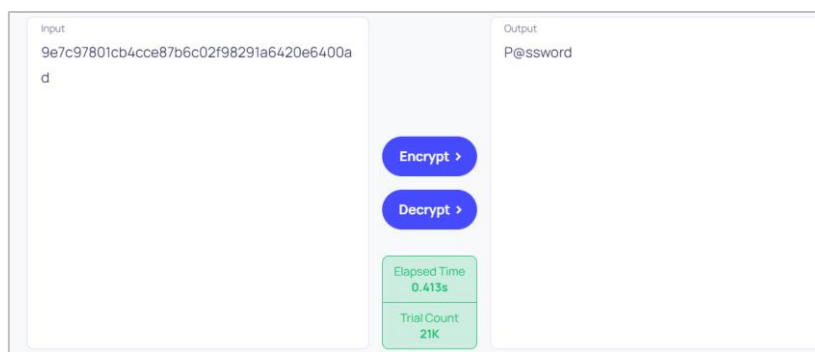 Input
9e7c97801cb4cce87b6c02f98291a6420e6400a
d
Output
P@ssword
Encrypt >
Decrypt >
Elapsed Time
0.413s
Trial Count
21K